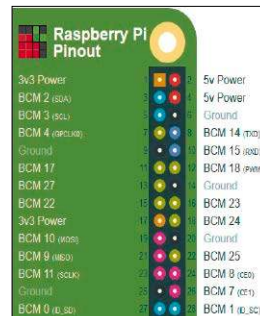 Raspberry Pi
Pinout
3v3 Power 1 2 5v Power
BCM 2 (SDA) 3 4 5v Power
BCM 3 (SCL) 5 6 Ground
BCM 4 (GPCLK0) 7 8 BCM 14 (TXD)
Ground 9 10 BCM 15 (RXD)
BCM 17 11 12 BCM 18 (PWM
BCM 27 13 14 Ground
BCM 22 15 16 BCM 23
3v3 Power 17 18 BCM 24
BCM 10 (MOSI) 19 20 Ground
BCM 9 (MISO) 21 22 BCM 25
BCM 11 (SCLK) 23 24 BCM 8 (CE0)
Ground 25 26 BCM 7 (CE1)
BCM 0 (ID_SD) 27 28 BCM 1 (ID_SC)